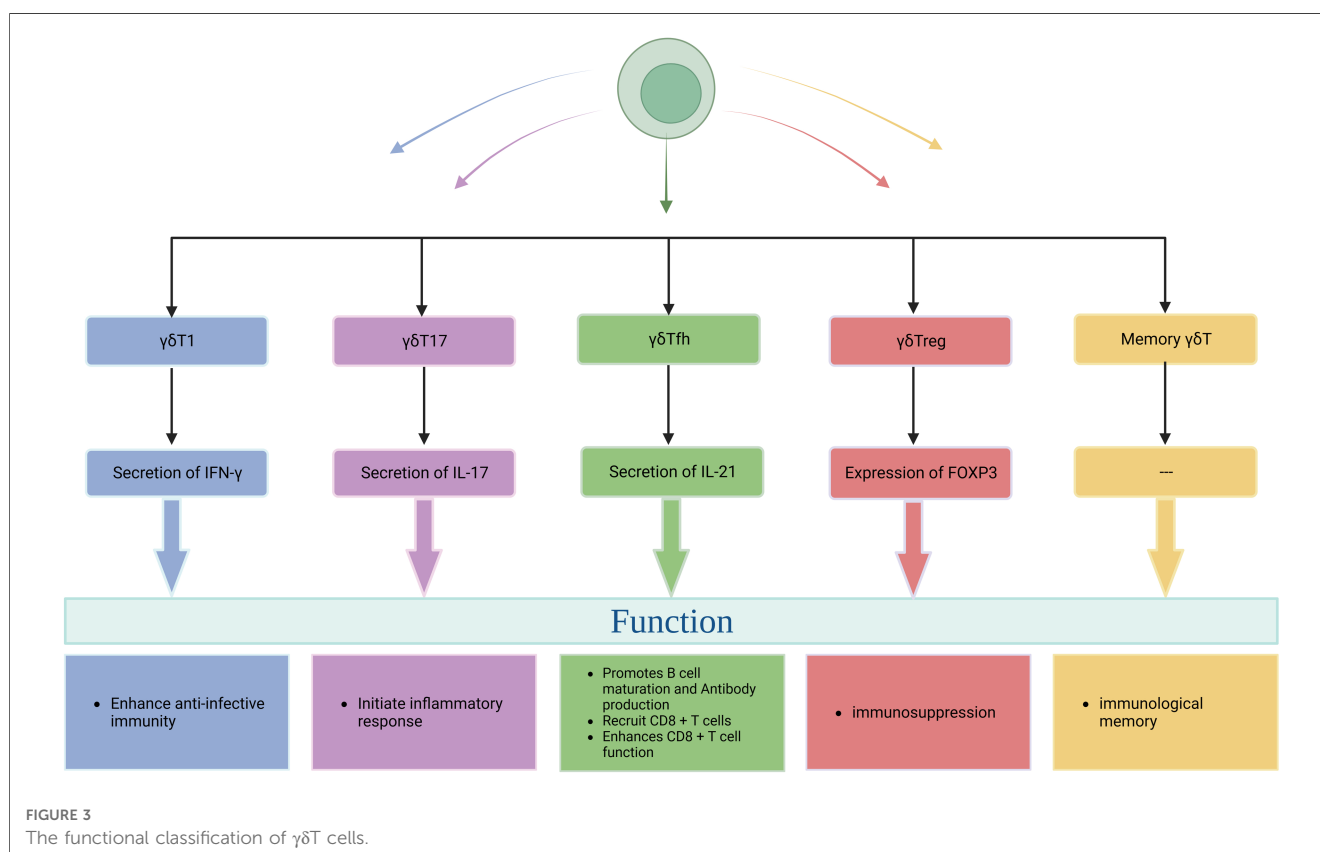 γδT1
γδT17
γδTfh
γδTreg
Memory γδT
Secretion of IFN-γ
Secretion of IL-17
Secretion of IL-21
Expression of FOXP3
---
Function
• Enhance anti-infective
immunity
• Initiate inflammatory
response
• Promotes B cell
maturation and Antibody
production
• Recruit CD8 + T cells
• Enhances CD8 + T cell
function
• immunosuppression
• immunological
memory
FIGURE 3
The functional classification of γδT cells.